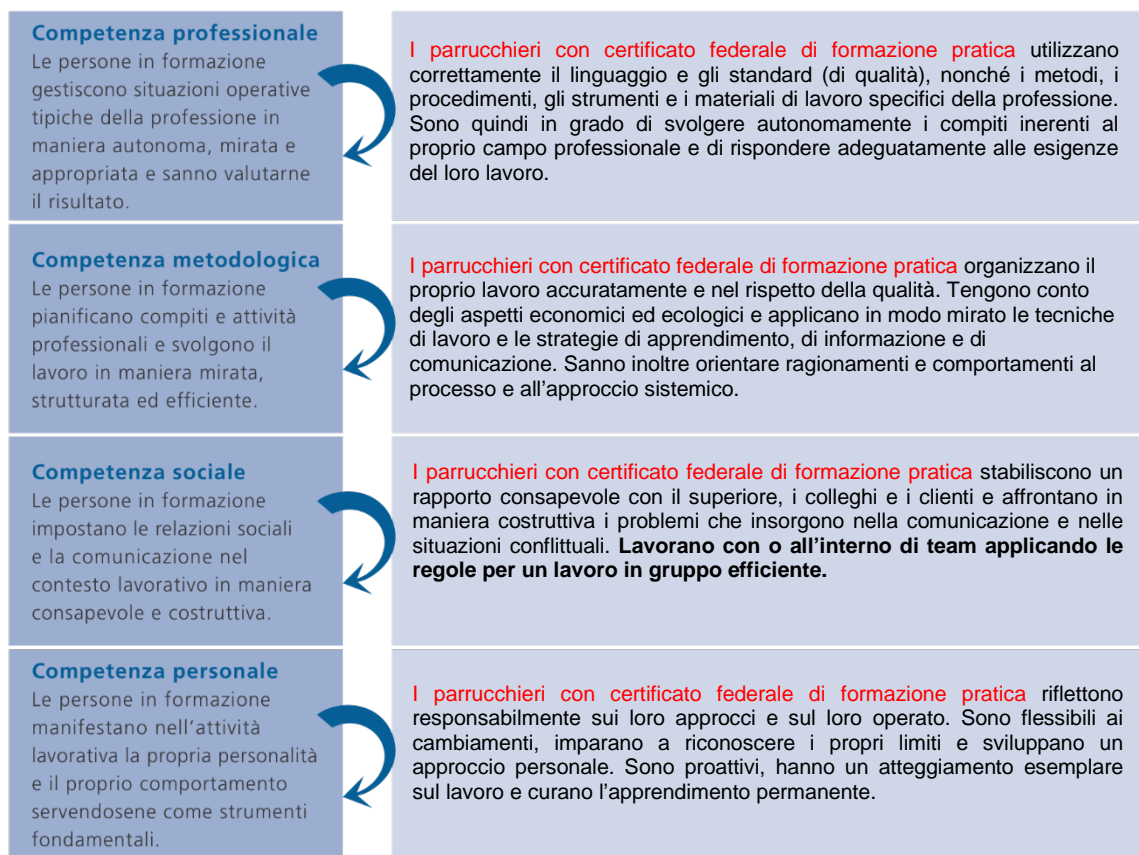 Competenza professionale
Le persone in formazione
gestiscono situazioni operative
tipiche della professione in
maniera autonoma, mirata e
appropriata e sanno valutarne
il risultato.
I parrucchieri con certificato federale di formazione pratica utilizzano
correttamente il linguaggio e gli standard (di qualità), nonché i metodi, i
procedimenti, gli strumenti e i materiali di lavoro specifici della professione.
Sono quindi in grado di svolgere autonomamente i compiti inerenti al
proprio campo professionale e di rispondere adeguatamente alle esigenze
del loro lavoro.
Competenza metodologica
Le persone in formazione
pianificano compiti e attività
professionali e svolgono il
lavoro in maniera mirata,
strutturata ed efficiente.
I parrucchieri con certificato federale di formazione pratica organizzano il
proprio lavoro accuratamente e nel rispetto della qualità. Tengono conto
degli aspetti economici ed ecologici e applicano in modo mirato le tecniche
di lavoro e le strategie di apprendimento, di informazione e di
comunicazione. Sanno inoltre orientare ragionamenti e comportamenti al
processo e all'approccio sistemico.
Competenza sociale
Le persone in formazione
impostano le relazioni sociali
e la comunicazione nel
contesto lavorativo in maniera
consapevole e costruttiva.
I parrucchieri con certificato federale di formazione pratica stabiliscono un
rapporto consapevole con il superiore, i colleghi e i clienti e affrontano in
maniera costruttiva i problemi che insorgono nella comunicazione e nelle
situazioni conflittuali. Lavorano con o all'interno di team applicando le
regole per un lavoro in gruppo efficiente.
Competenza personale
Le persone in formazione
manifestano nell'attività
lavorativa la propria personalità
e il proprio comportamento
servendosene come strumenti
fondamentali.
I parrucchieri con certificato federale di formazione pratica riflettono
responsabilmente sui loro approcci e sul loro operato. Sono flessibili ai
cambiamenti, imparano a riconoscere i propri limiti e sviluppano un
approccio personale. Sono proattivi, hanno un atteggiamento esemplare
sul lavoro e curano l'apprendimento permanente.